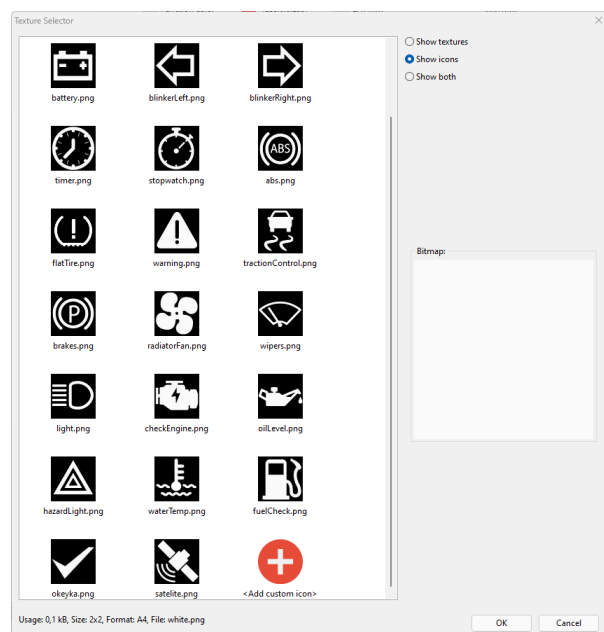 Texture Selector
Show textures
Show icons
Show both
battery.png blinkerLeft.png blinkerRight.png
ABS
timer.png stopwatch.png abs.png
flatTire.png warning.png tractionControl.png
Bitmap:
P
brakes.png radiatorFan.png wipers.png
light.png checkEngine.png oilLevel.png
hazardLight.png waterTemp.png fuelCheck.png
okeyka.png satelite.png <Add custom icon>
Usage: 0,1 kB, Size: 2x2, Format: A4, File: white.png
OK Cancel